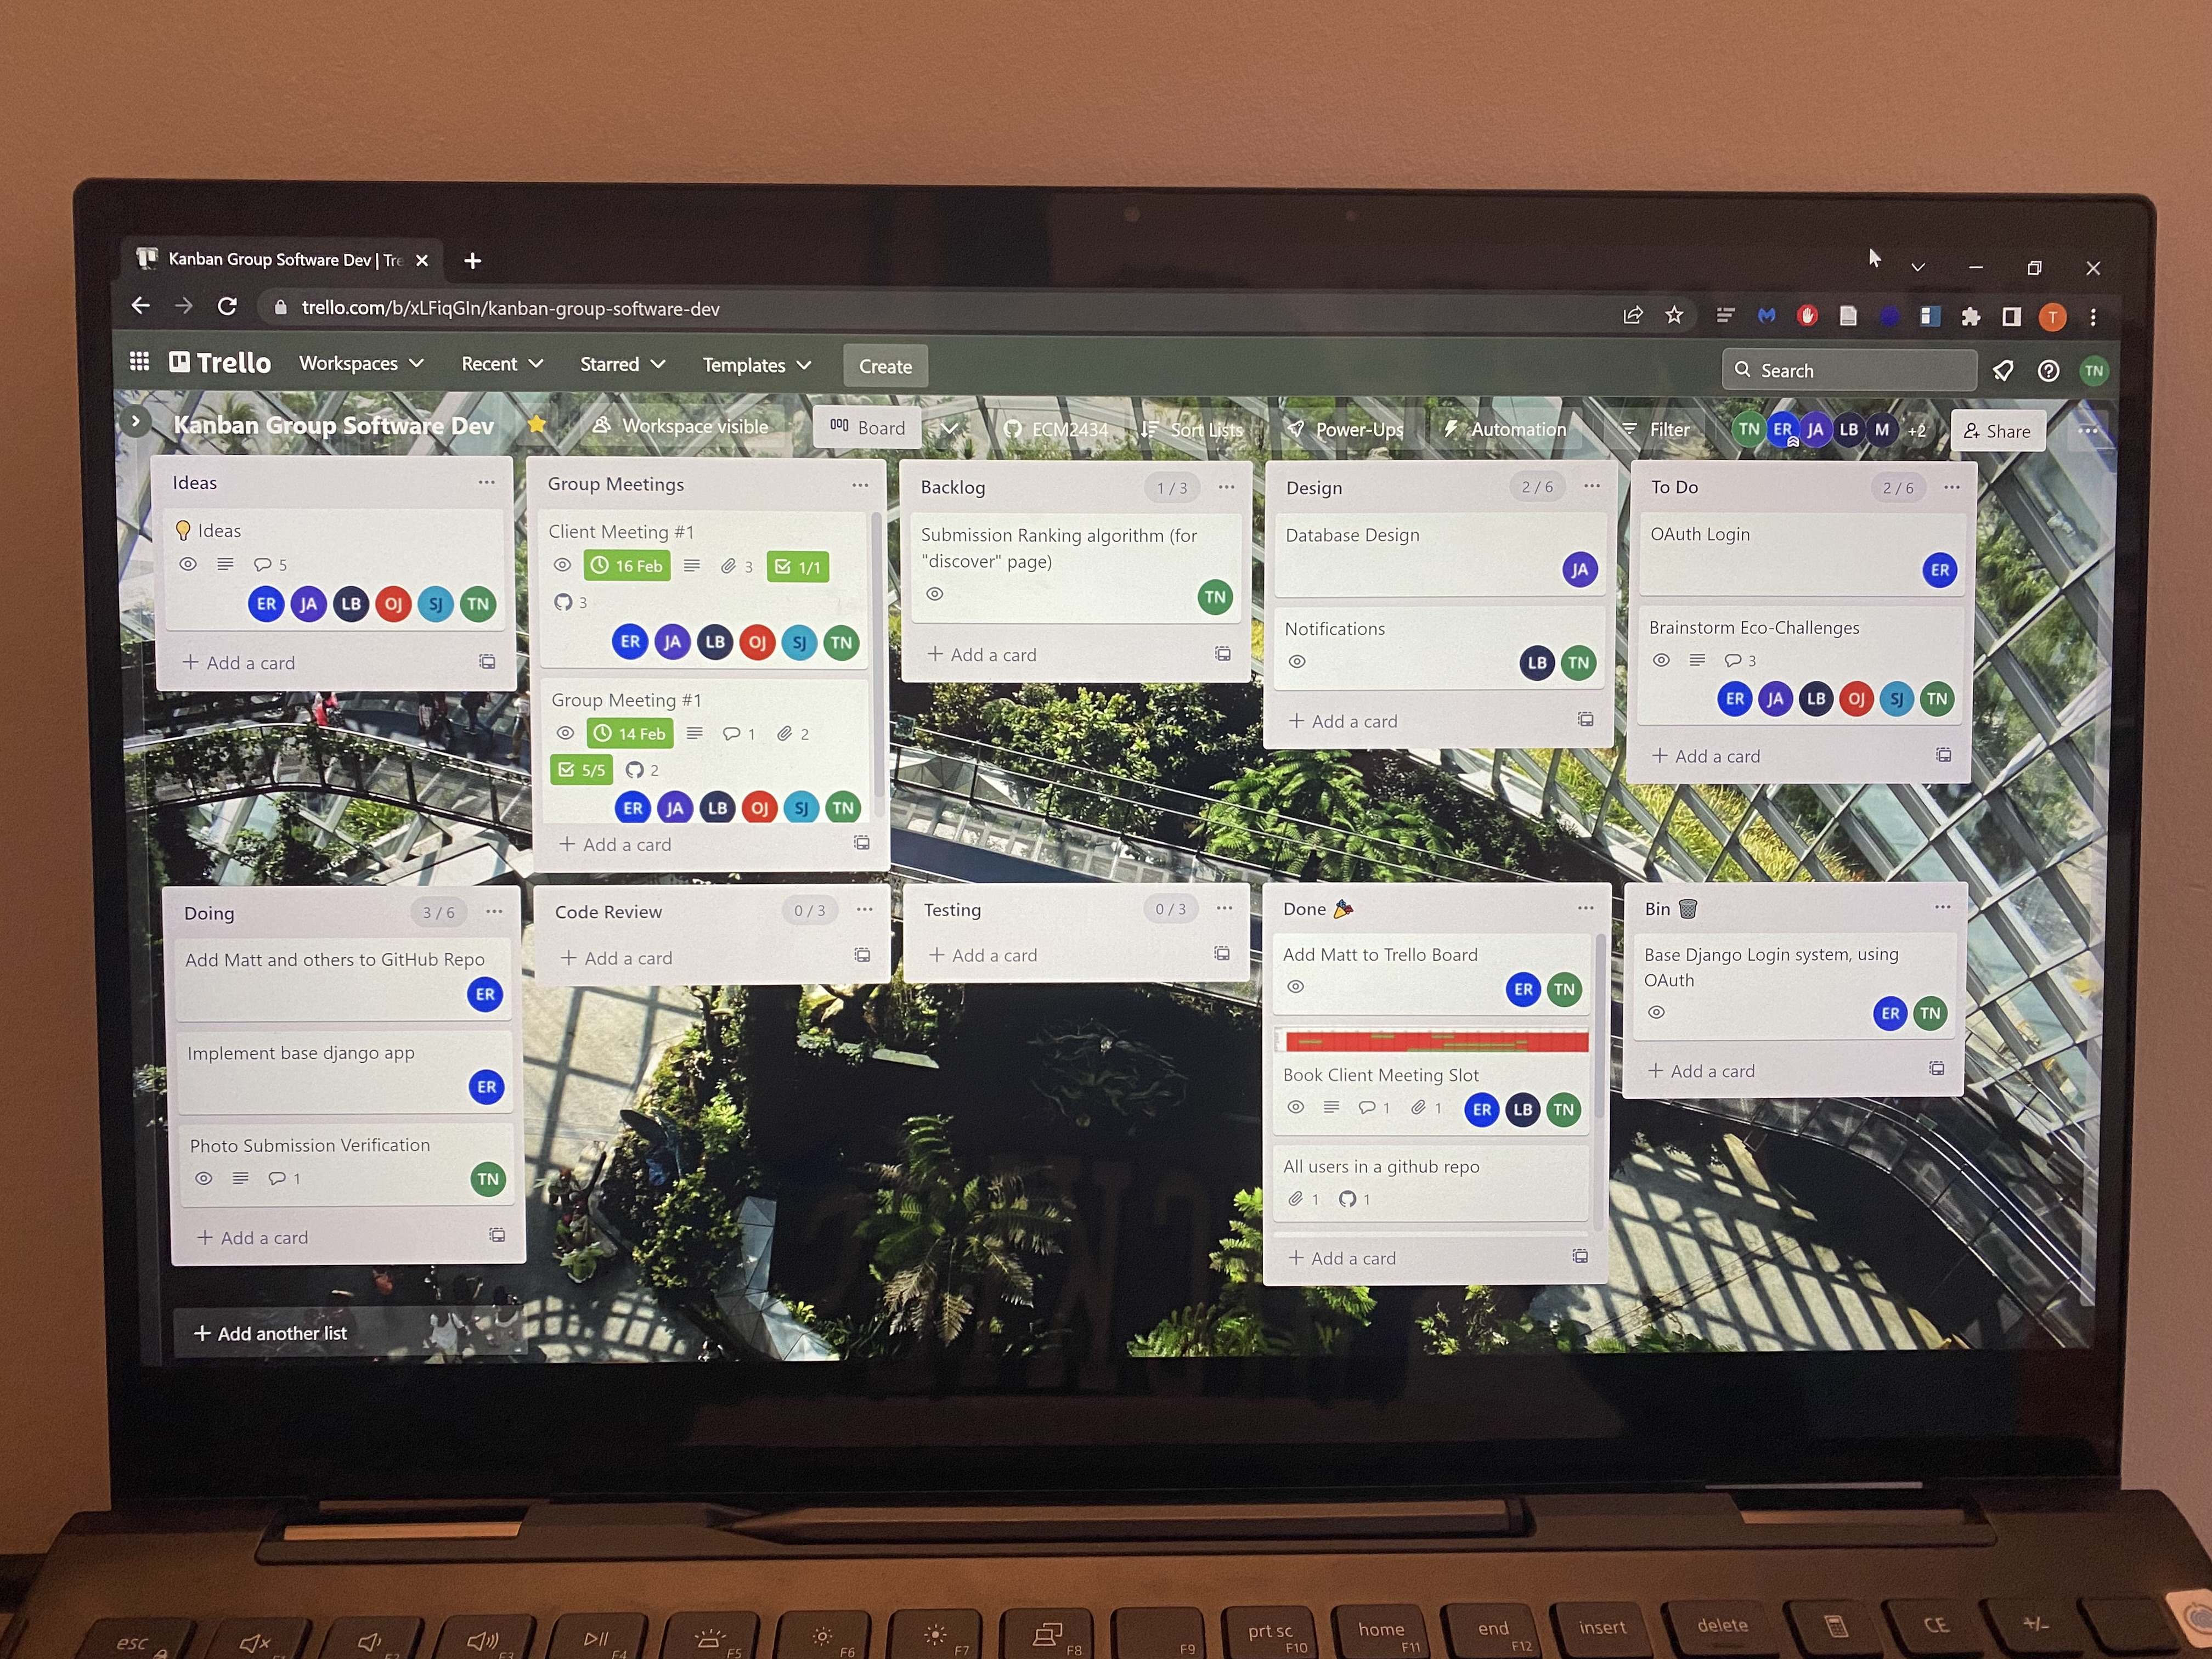 Kanban Group Software Dev | Tre
trello.com/b/xLFiqGIn/kanban-group-software-dev
T
Trello Workspaces Recent Starred Templates Create Search TN
Kanban Group Software Dev Workspace visible Board ECM2434 Sort Lists Power-Ups Automation Filter TN ER JA LB M +2 Share
Ideas
Ideas
5
ER JA LB OJ SJ TN
+ Add a card
Group Meetings
Client Meeting #1
16 Feb 3 1/1
3
ER JA LB OJ SJ TN
Group Meeting #1
14 Feb 1 2
5/5 2
ER JA LB OJ SJ TN
+ Add a card
Backlog 1 / 3
Submission Ranking algorithm (for
"discover" page)
TN
+ Add a card
Design 2 / 6
Database Design
JA
Notifications
LB TN
+ Add a card
To Do 2 / 6
OAuth Login
ER
Brainstorm Eco-Challenges
3
ER JA LB OJ SJ TN
+ Add a card
Doing 3 / 6
Add Matt and others to GitHub Repo
ER
Implement base django app
ER
Photo Submission Verification
1 TN
+ Add a card
Code Review 0 / 3
+ Add a card
Testing 0 / 3
+ Add a card
Done
Add Matt to Trello Board
ER TN
Book Client Meeting Slot
1 1 ER LB TN
All users in a github repo
1 1
+ Add a card
Bin
Base Django Login system, using
OAuth
ER TN
+ Add a card
+ Add another list
esc prt sc home end insert delete CE +/-
F4 F5 F6 F7 F8 F9 F10 F11 F12